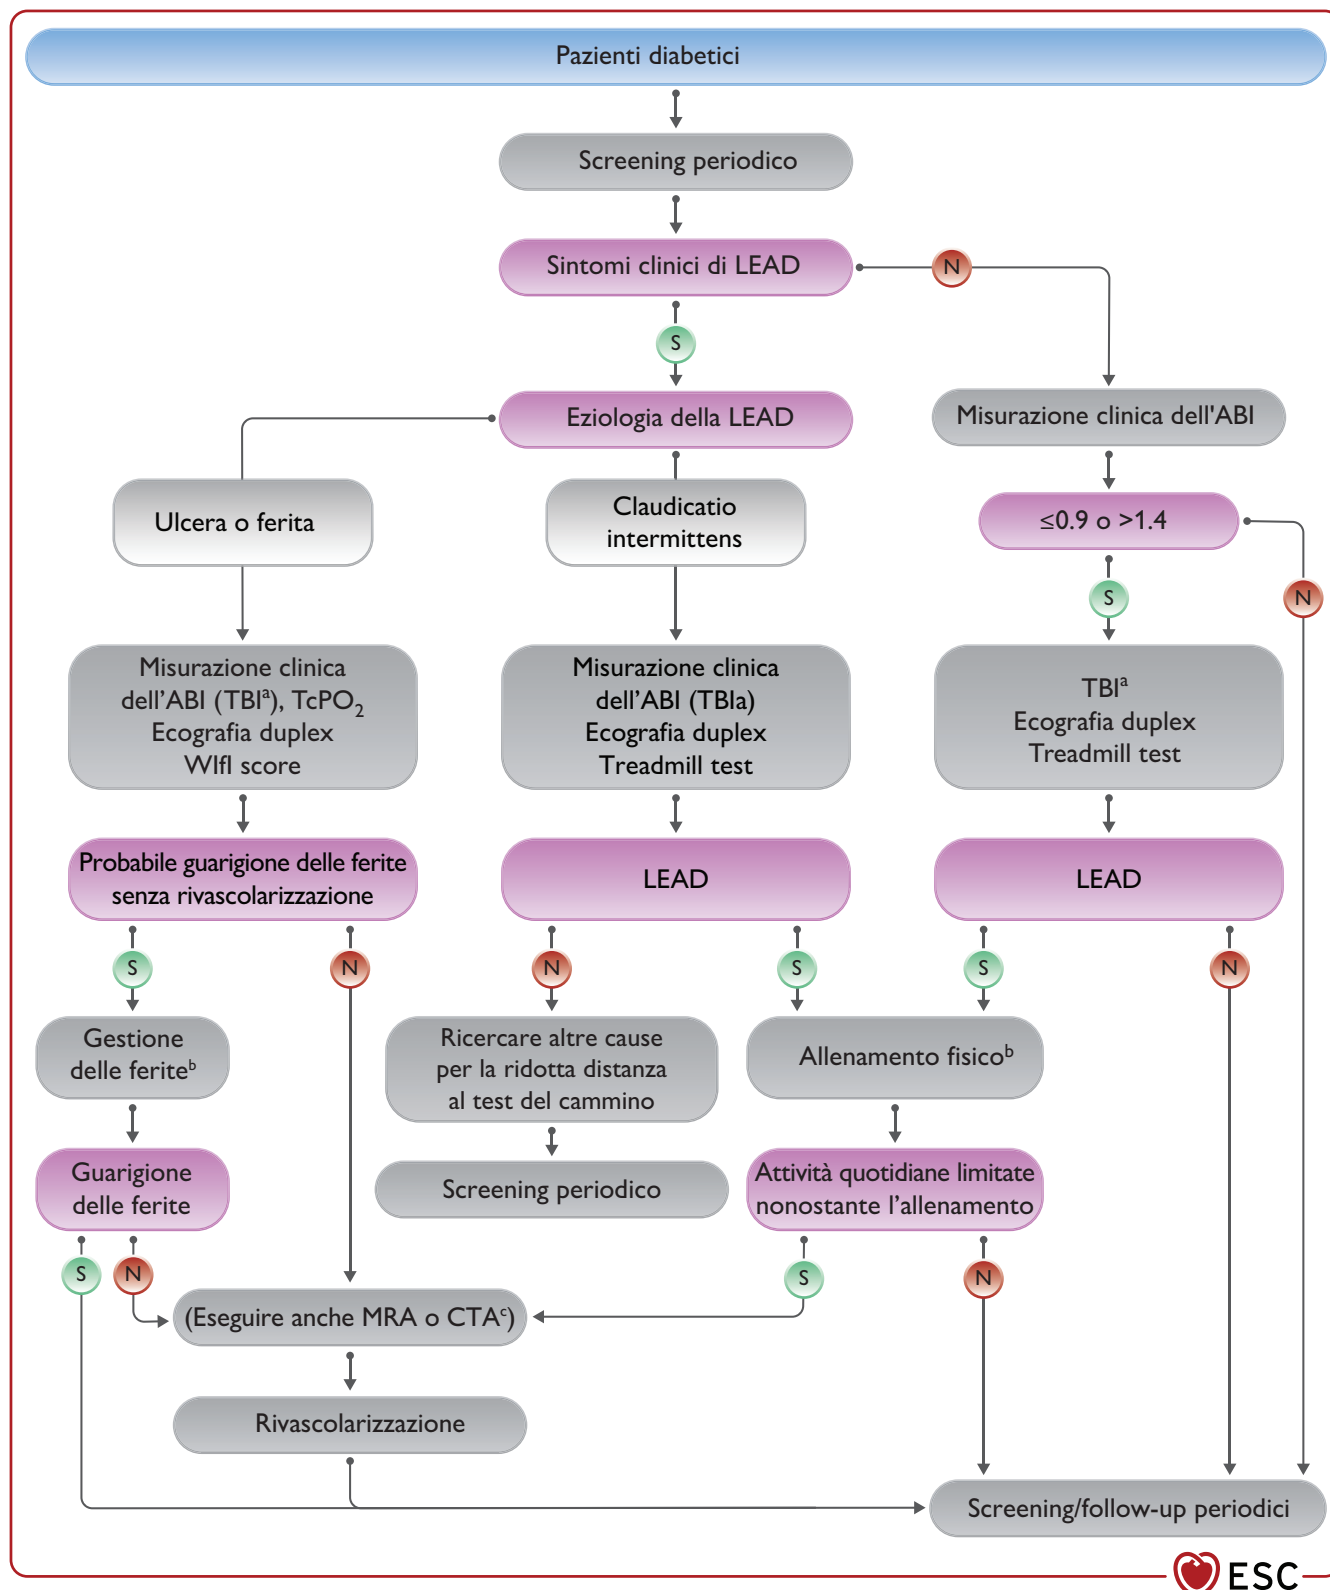 Pazienti diabetici
Screening periodico
Sintomi clinici di LEAD
N
S
Eziologia della LEAD
Misurazione clinica dell'ABI
Ulcera o ferita
Claudicatio
intermittens
≤0.9 o >1.4
S
N
Misurazione clinica
dell’ABI (TBIᵃ), TcPO₂
Ecografia duplex
WIfI score
Misurazione clinica
dell’ABI (TBIa)
Ecografia duplex
Treadmill test
TBIᵃ
Ecografia duplex
Treadmill test
Probabile guarigione delle ferite
senza rivascolarizzazione
LEAD
LEAD
S
N
N
S
S
N
Gestione
delle feriteᵇ
Ricercare altre cause
per la ridotta distanza
al test del cammino
Allenamento fisicoᵇ
Guarigione
delle ferite
Screening periodico
Attività quotidiane limitate
nonostante l’allenamento
S
N
S
N
(Eseguire anche MRA o CTAᶜ)
Rivascolarizzazione
Screening/follow-up periodici
ESC